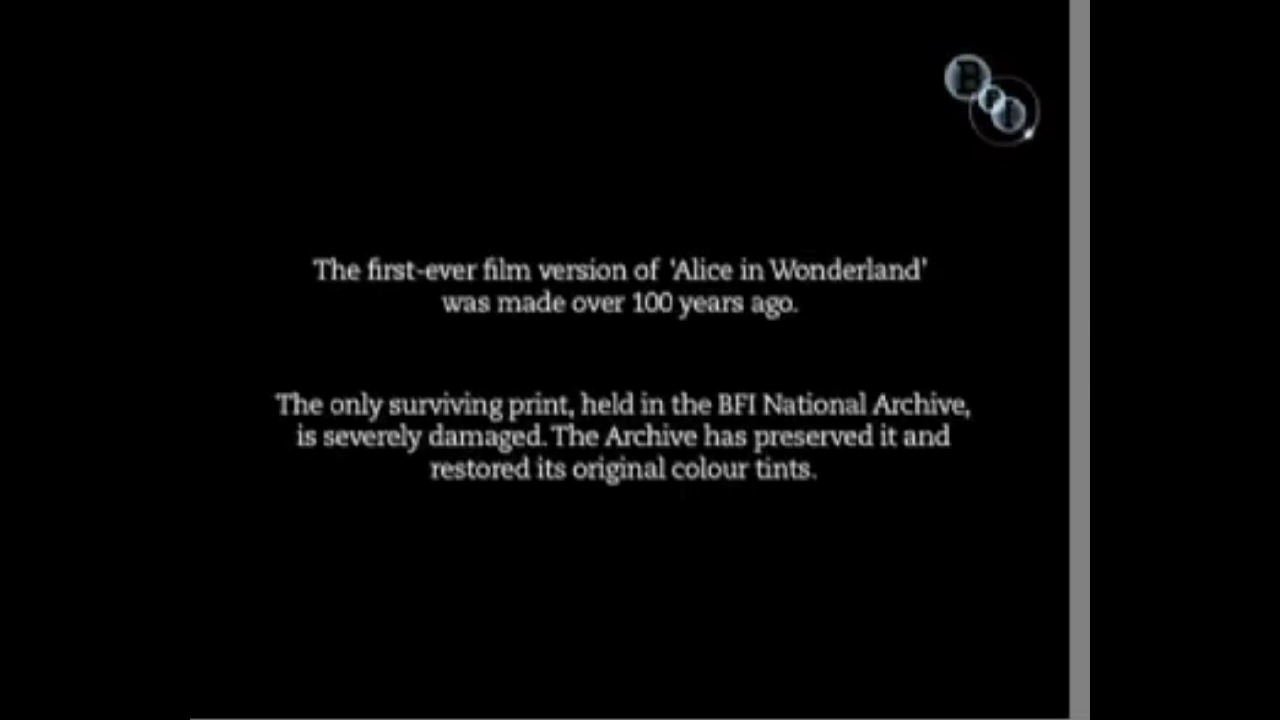 BFI
The first-ever film version of 'Alice in Wonderland'
was made over 100 years ago.
The only surviving print, held in the BFI National Archive,
is severely damaged. The Archive has preserved it and
restored its original colour tints.